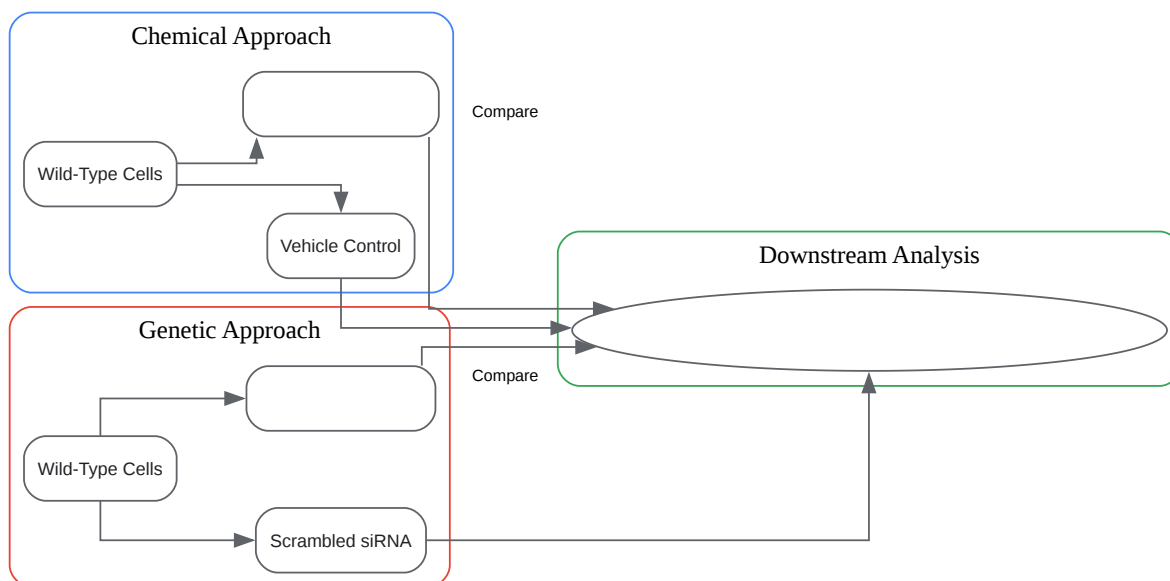 Chemical Approach
Compare
Wild-Type Cells
Vehicle Control
Downstream Analysis
Genetic Approach
Compare
Wild-Type Cells
Scrambled siRNA